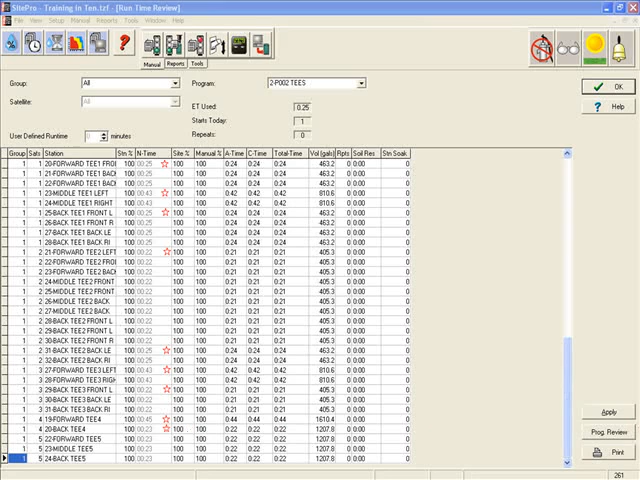 SitePro - Training in Ten.tzf - [Run Time Review]
File View Setup Manual Reports Tools Window Help
Manual Reports Tools
Group: All Program: 2-P002 TEES OK
Satellite: All ET Used: 0.25 Help
Starts Today: 1
User Defined Runtime 0 minutes Repeats: 0
Group Sats Station Stn % N-Time Site % Manual % A-Time C-Time Total-Time Vol (gals) Rpts Soil Res Stn Soak
1 1 20-FORWARD TEE1 FRO 100 00:25 100 100 0:24 0:24 0:24 463.2 0 0:00 0
1 1 21-FORWARD TEE1 BACK 100 00:25 100 100 0:24 0:24 0:24 463.2 0 0:00 0
1 1 22-FORWARD TEE1 BACK 100 00:25 100 100 0:24 0:24 0:24 463.2 0 0:00 0
1 1 23-MIDDLE TEE1 LEFT 100 00:43 100 100 0:42 0:42 0:42 810.6 0 0:00 0
1 1 24-MIDDLE TEE1 RIGHT 100 00:43 100 100 0:42 0:42 0:42 810.6 0 0:00 0
1 1 25-BACK TEE1 FRONT L 100 00:25 100 100 0:24 0:24 0:24 463.2 0 0:00 0
1 1 26-BACK TEE1 FRONT R 100 00:25 100 100 0:24 0:24 0:24 463.2 0 0:00 0
1 1 27-BACK TEE1 BACK LE 100 00:25 100 100 0:24 0:24 0:24 463.2 0 0:00 0
1 1 28-BACK TEE1 BACK RI 100 00:25 100 100 0:24 0:24 0:24 463.2 0 0:00 0
1 2 21-FORWARD TEE2 LEFT 100 00:22 100 100 0:21 0:21 0:21 405.3 0 0:00 0
1 2 22-FORWARD TEE2 FRO 100 00:22 100 100 0:21 0:21 0:21 405.3 0 0:00 0
1 2 23-FORWARD TEE2 BACK 100 00:22 100 100 0:21 0:21 0:21 405.3 0 0:00 0
1 2 24-MIDDLE TEE2 FRONT 100 00:22 100 100 0:21 0:21 0:21 405.3 0 0:00 0
1 2 25-MIDDLE TEE2 FRONT 100 00:22 100 100 0:21 0:21 0:21 405.3 0 0:00 0
1 2 26-MIDDLE TEE2 BACK 100 00:22 100 100 0:21 0:21 0:21 405.3 0 0:00 0
1 2 27-MIDDLE TEE2 BACK 100 00:22 100 100 0:21 0:21 0:21 405.3 0 0:00 0
1 2 28-BACK TEE2 FRONT L 100 00:22 100 100 0:21 0:21 0:21 405.3 0 0:00 0
1 2 29-BACK TEE2 FRONT L 100 00:22 100 100 0:21 0:21 0:21 405.3 0 0:00 0
1 2 30-BACK TEE2 FRONT R 100 00:22 100 100 0:21 0:21 0:21 405.3 0 0:00 0
1 2 31-BACK TEE2 BACK LE 100 00:25 100 100 0:24 0:24 0:24 463.2 0 0:00 0
1 2 32-BACK TEE2 BACK RI 100 00:25 100 100 0:24 0:24 0:24 463.2 0 0:00 0
1 3 27-FORWARD TEE3 LEFT 100 00:43 100 100 0:42 0:42 0:42 810.6 0 0:00 0
1 3 28-FORWARD TEE3 RIGH 100 00:43 100 100 0:42 0:42 0:42 810.6 0 0:00 0
1 3 29-BACK TEE3 FRONT L 100 00:22 100 100 0:21 0:21 0:21 405.3 0 0:00 0
1 3 30-BACK TEE3 BACK LE 100 00:22 100 100 0:21 0:21 0:21 405.3 0 0:00 0
1 3 31-BACK TEE3 BACK RI 100 00:22 100 100 0:21 0:21 0:21 405.3 0 0:00 0
1 4 19-FORWARD TEE4 100 00:45 100 100 0:44 0:44 0:44 1610.4 0 0:00 0
1 4 20-BACK TEE4 100 00:23 100 100 0:22 0:22 0:22 1207.8 0 0:00 0
1 5 22-FORWARD TEE5 100 00:23 100 100 0:22 0:22 0:22 1207.8 0 0:00 0
1 5 23-MIDDLE TEE5 100 00:23 100 100 0:22 0:22 0:22 1207.8 0 0:00 0
1 5 24-BACK TEE5 100 00:23 100 100 0:22 0:22 0:22 1207.8 0 0:00 0
Apply
Prog. Review
Print
261